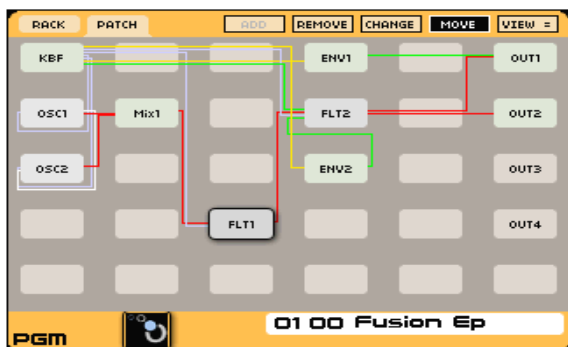 RACK PATCH ADD REMOVE CHANGE MOVE VIEW =
KBF ENV1 OUT1
OSC1 Mix1 FLT2 OUT2
OSC2 ENV2 OUT3
FLT1 OUT4
01 00 Fusion Ep
PGM